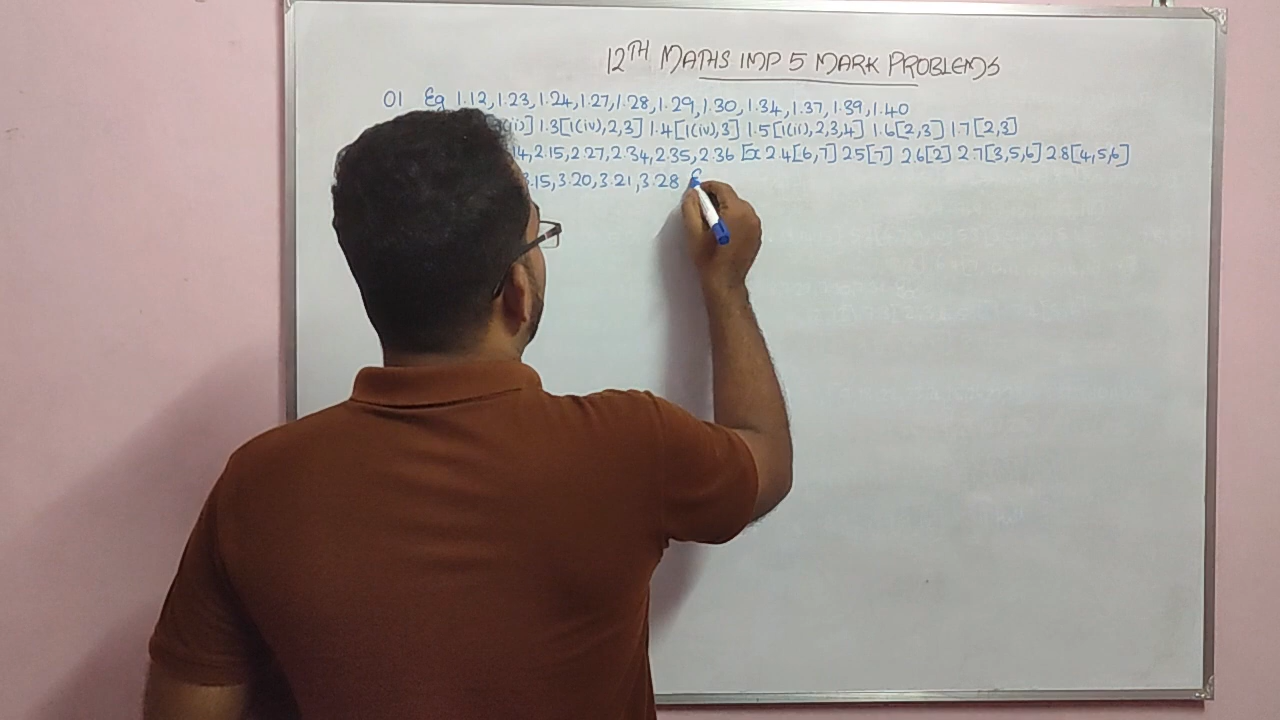 12TH MATHS IMP 5 MARK PROBLEMS
01 Eg 1.12, 1.23, 1.24, 1.27, 1.28, 1.29, 1.30, 1.34, 1.37, 1.39, 1.40
1.3[1(iv), 2, 3] 1.4[1(iv), 3] 1.5[1(ii), 2, 3, 4] 1.6[2, 3] 1.7[2, 3]
2.15, 2.27, 2.34, 2.35, 2.36 Ex 2.4[6, 7] 2.5[7] 2.6[2] 2.7[3, 5, 6] 2.8[4, 5, 6]
3.15, 3.20, 3.21, 3.28